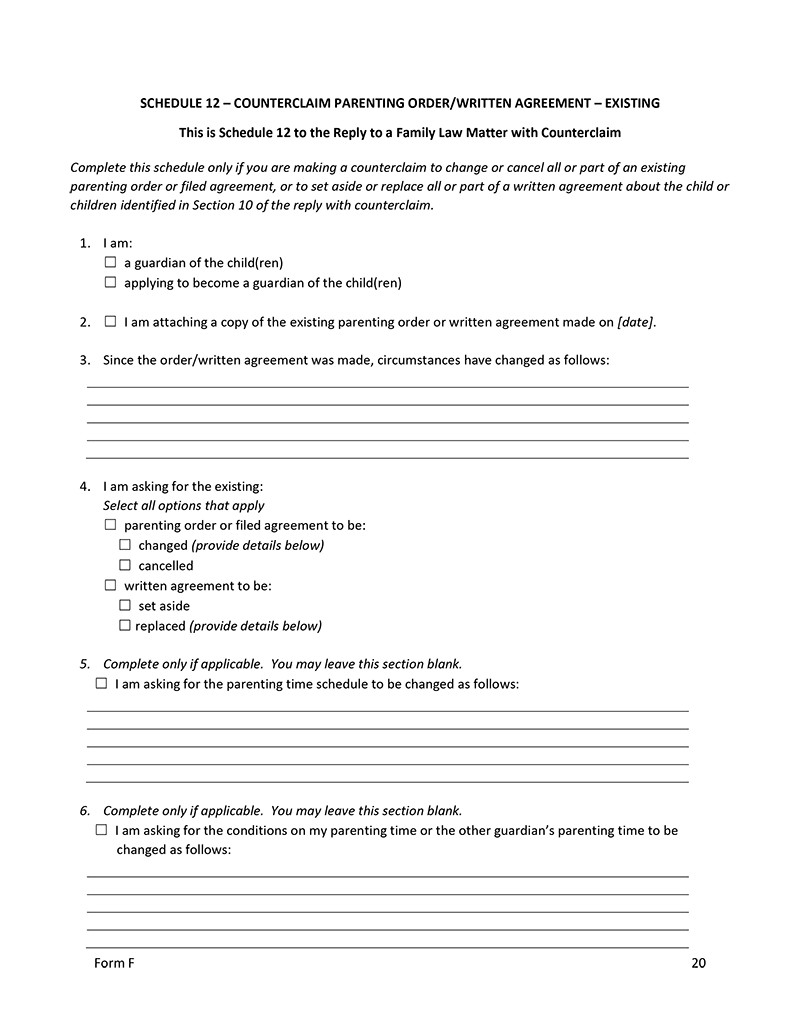 SCHEDULE 12 – COUNTERCLAIM PARENTING ORDER/WRITTEN AGREEMENT – EXISTING
This is Schedule 12 to the Reply to a Family Law Matter with Counterclaim
Complete this schedule only if you are making a counterclaim to change or cancel all or part of an existing
parenting order or filed agreement, or to set aside or replace all or part of a written agreement about the child or
children identified in Section 10 of the reply with counterclaim.
1. I am:
☐ a guardian of the child(ren)
☐ applying to become a guardian of the child(ren)
2. ☐ I am attaching a copy of the existing parenting order or written agreement made on [date].
3. Since the order/written agreement was made, circumstances have changed as follows:
4. I am asking for the existing:
Select all options that apply
☐ parenting order or filed agreement to be:
☐ changed (provide details below)
☐ cancelled
☐ written agreement to be:
☐ set aside
☐ replaced (provide details below)
5. Complete only if applicable. You may leave this section blank.
☐ I am asking for the parenting time schedule to be changed as follows:
6. Complete only if applicable. You may leave this section blank.
☐ I am asking for the conditions on my parenting time or the other guardian's parenting time to be
changed as follows:
Form F 20